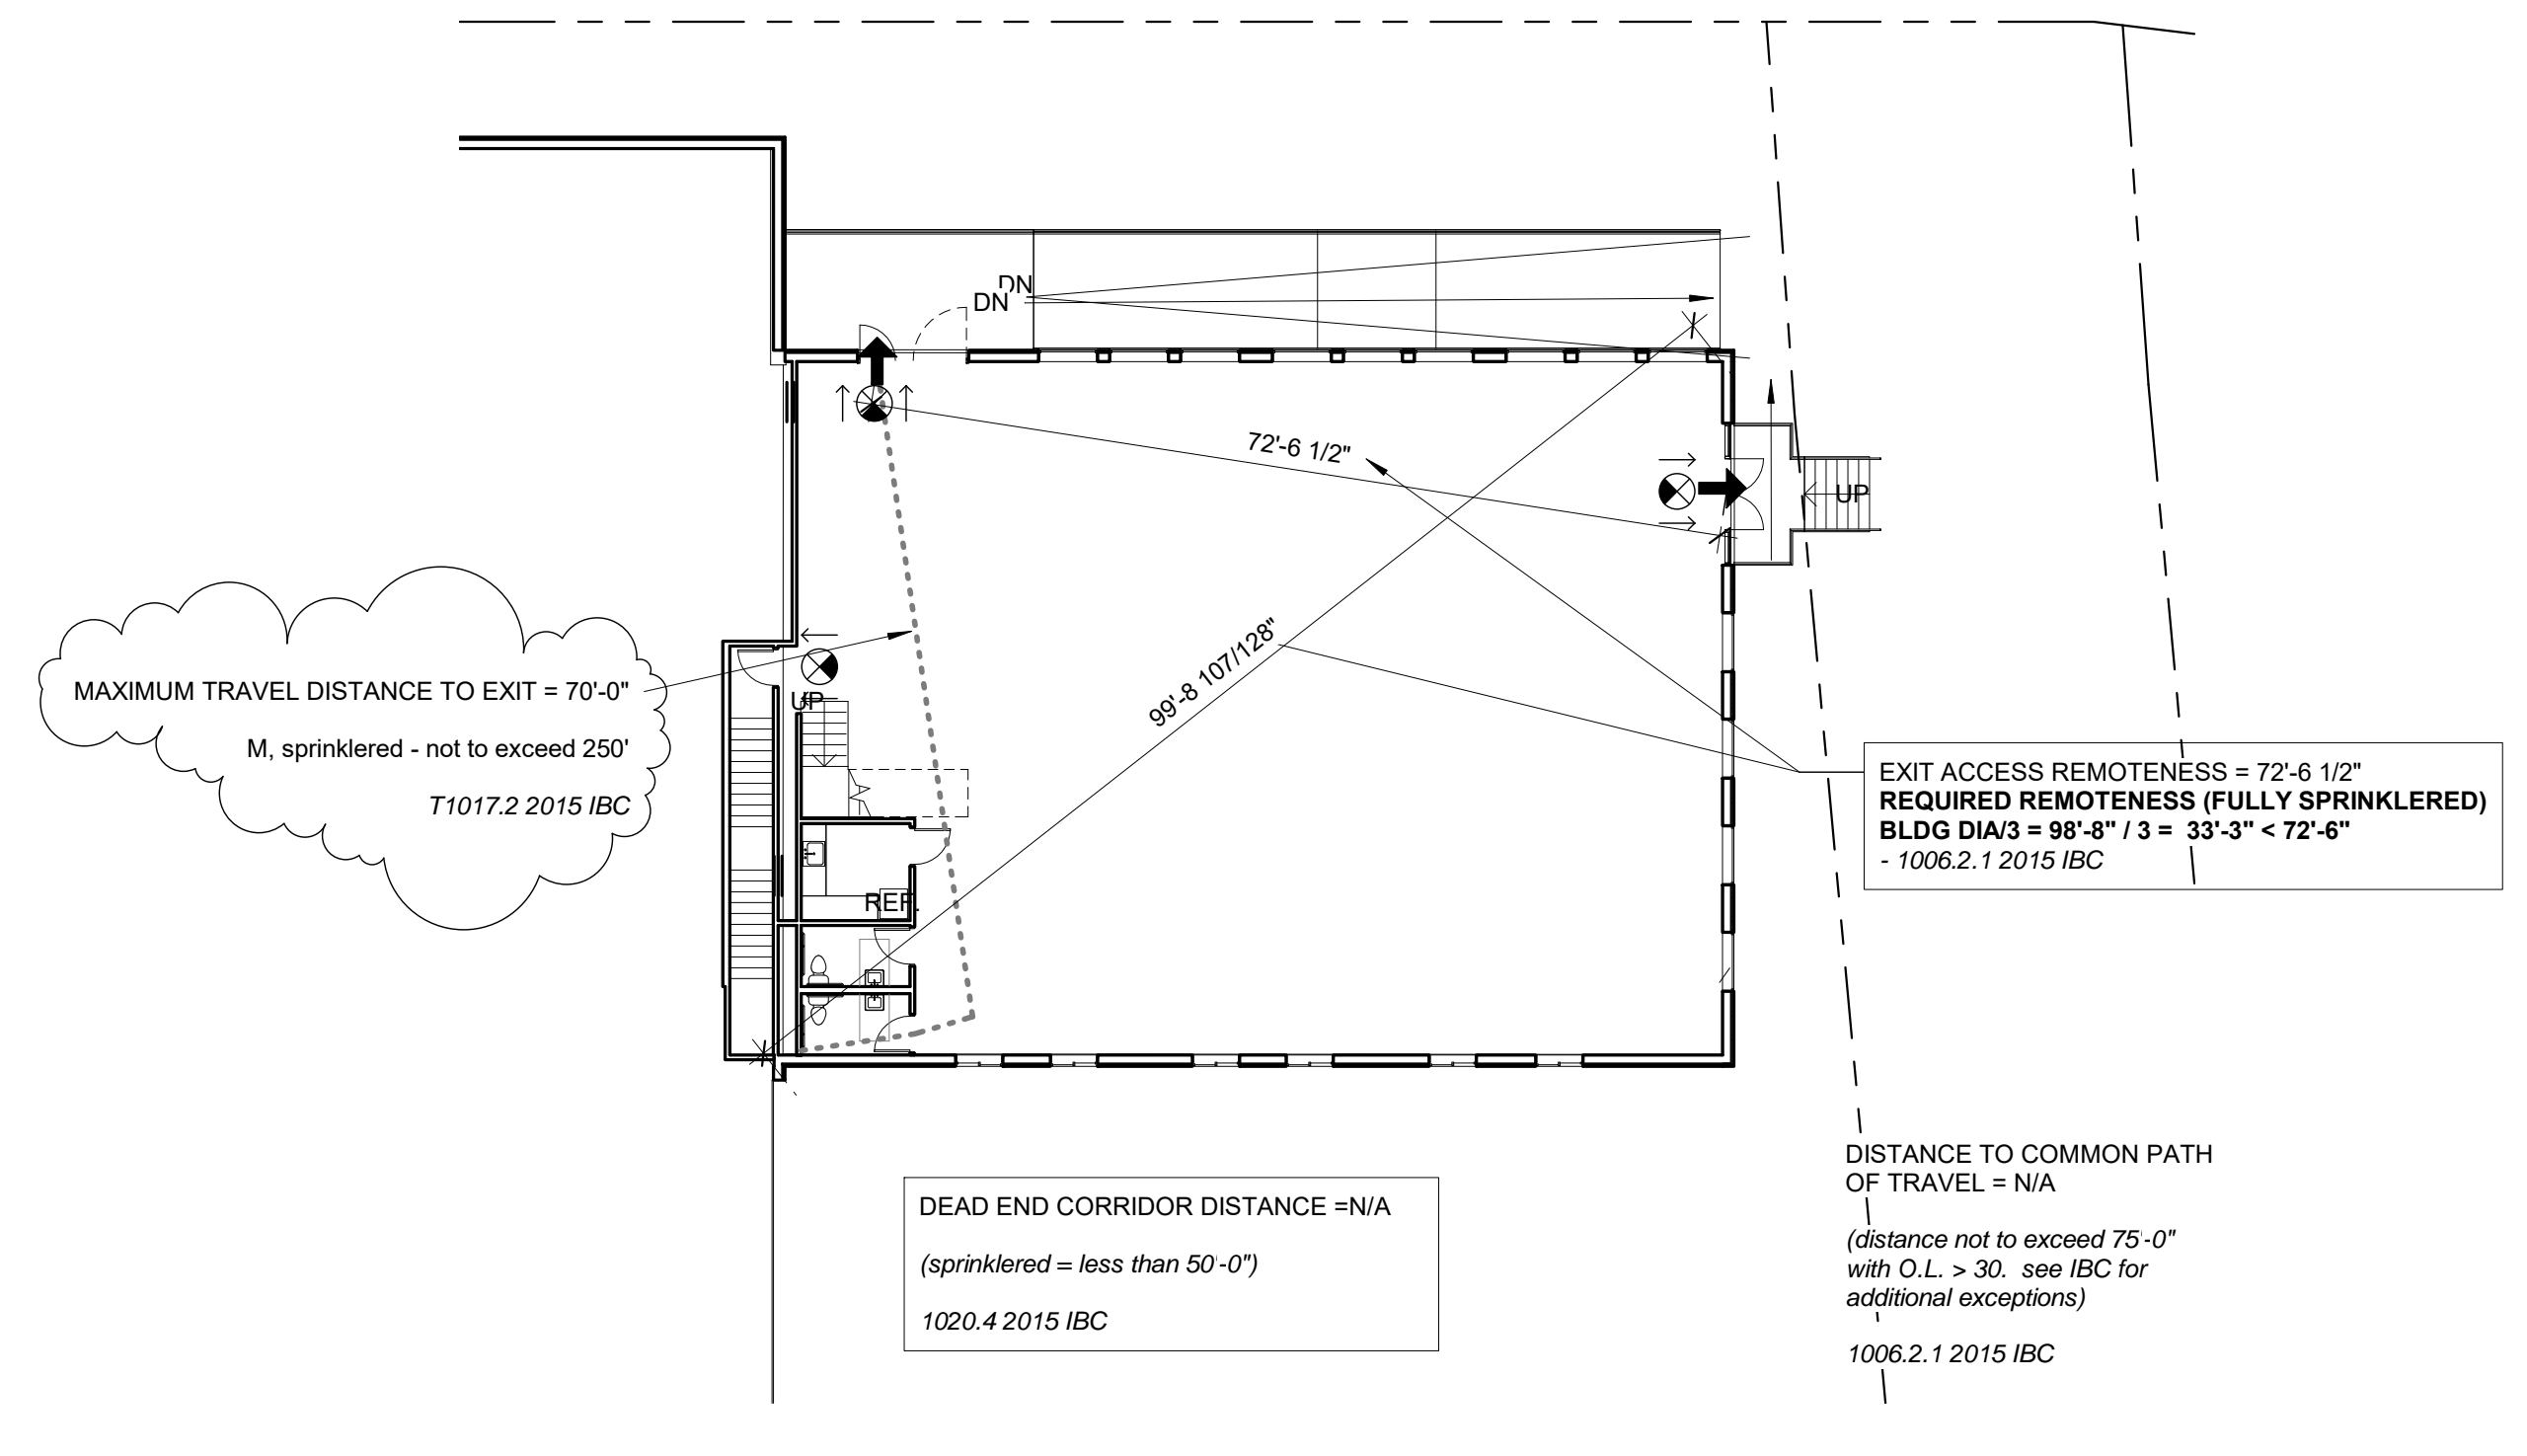 DN
DN
72'-6 1/2"
UP
99'-8 107/128"
MAXIMUM TRAVEL DISTANCE TO EXIT = 70'-0"
M, sprinklered - not to exceed 250'
T1017.2 2015 IBC
UP
REF.
EXIT ACCESS REMOTENESS = 72'-6 1/2"
REQUIRED REMOTENESS (FULLY SPRINKLERED)
BLDG DIA/3 = 98'-8" / 3 = 33'-3" < 72'-6"
- 1006.2.1 2015 IBC
DEAD END CORRIDOR DISTANCE =N/A
(sprinklered = less than 50'-0")
1020.4 2015 IBC
DISTANCE TO COMMON PATH
OF TRAVEL = N/A
(distance not to exceed 75'-0"
with O.L. > 30. see IBC for
additional exceptions)
1006.2.1 2015 IBC